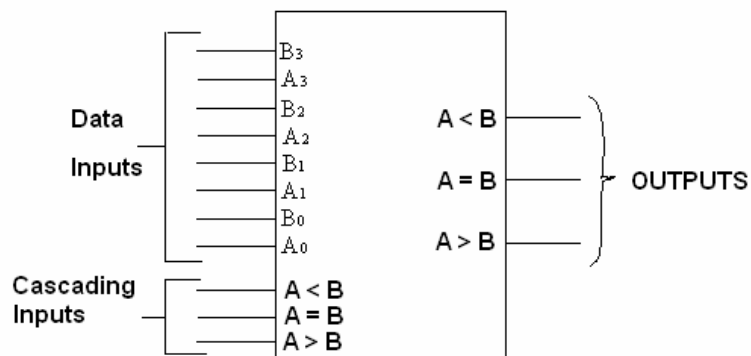 B₃
A₃
Data
B₂
A₂
Inputs
B₁
A₁
B₀
A₀
Cascading
Inputs
A < B
A = B
A > B
A < B
A = B
A > B
OUTPUTS